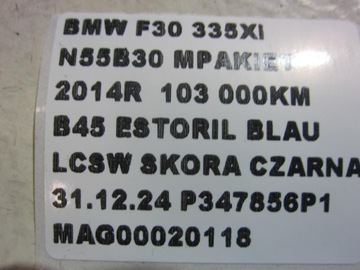 BMW F30 335XI
N55B30 MPAKIET
2014R 103 000KM
B45 ESTORIL BLAU
LCSW SKORA CZARNA
31.12.24 P347856P1
MAG00020118